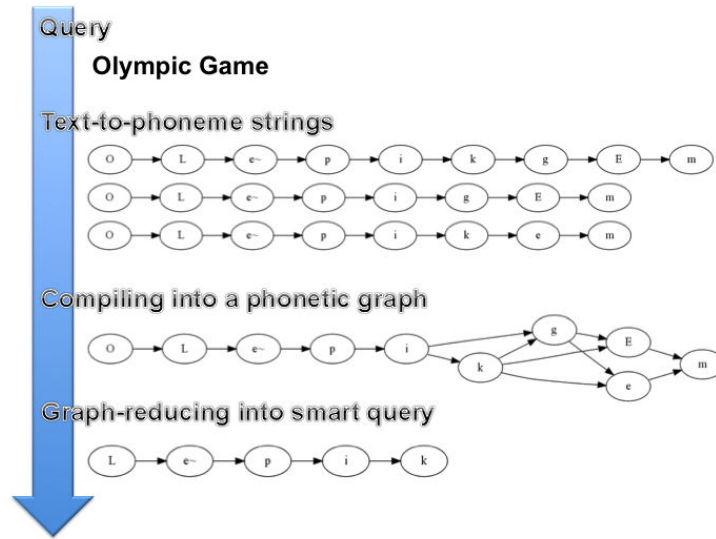 Query
Olympic Game
Text-to-phoneme strings
O L e~ p i k g E m
O L e~ p i g E m
O L e~ p i k e m
Compiling into a phonetic graph
O L e~ p i k g E e m
Graph-reducing into smart query
L e~ p i k